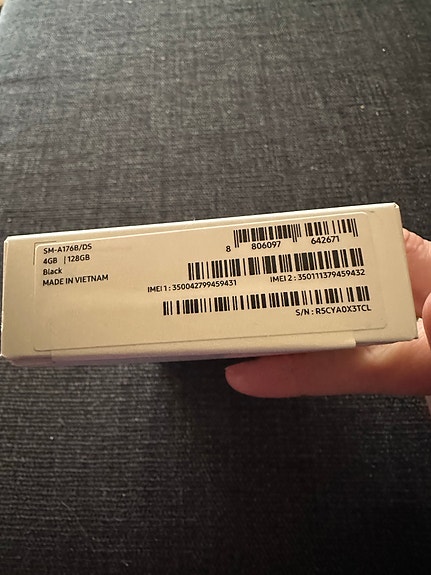 SM-A176B/DS
4GB | 128GB
Black
MADE IN VIETNAM
8 806097 642671
IMEI 1 : 350042799459431 IMEI 2 : 350111379459432
S/N : R5CYA0X3TCL